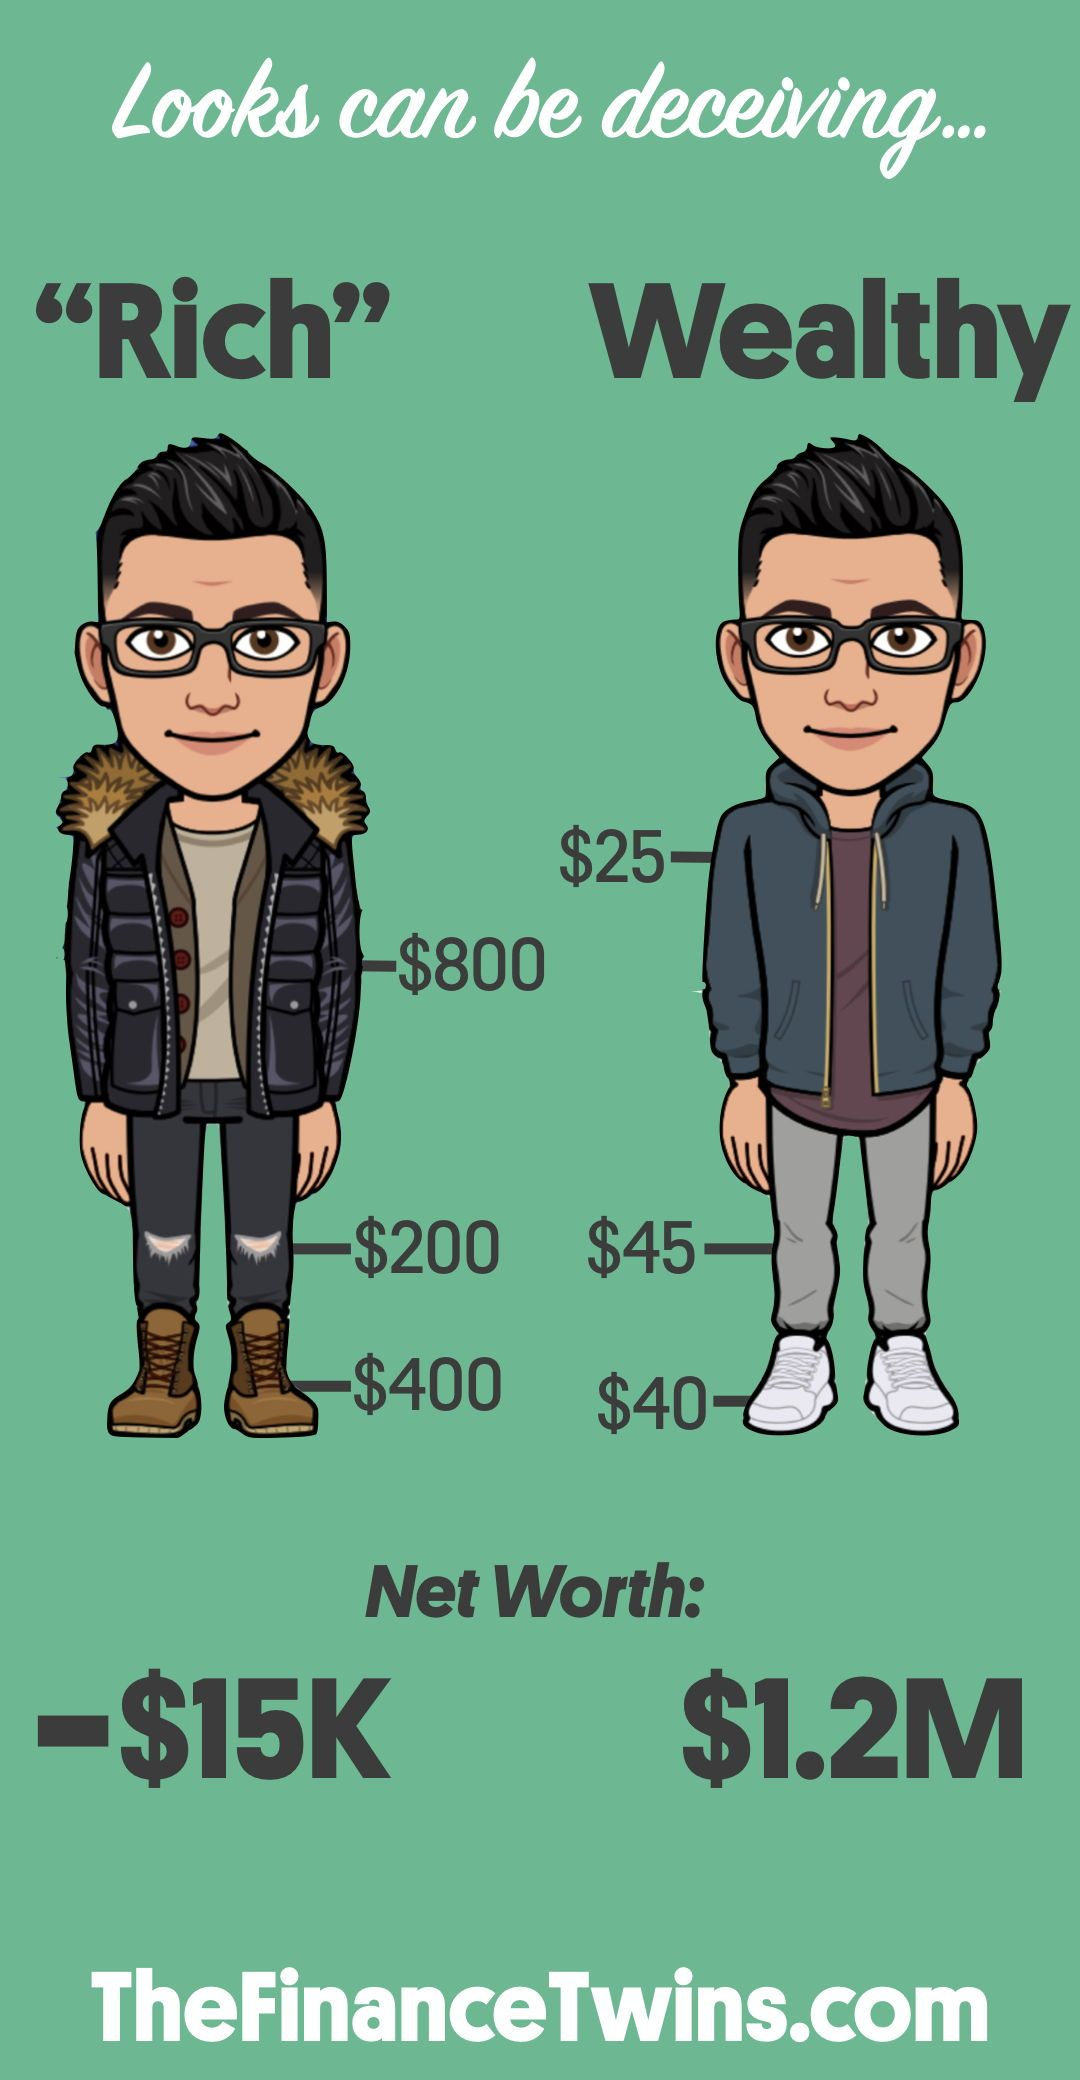 Looks can be deceiving...
“Rich” Wealthy
$25
$800
$200 $45
$400 $40
Net Worth:
-$15K $1.2M
TheFinanceTwins.com